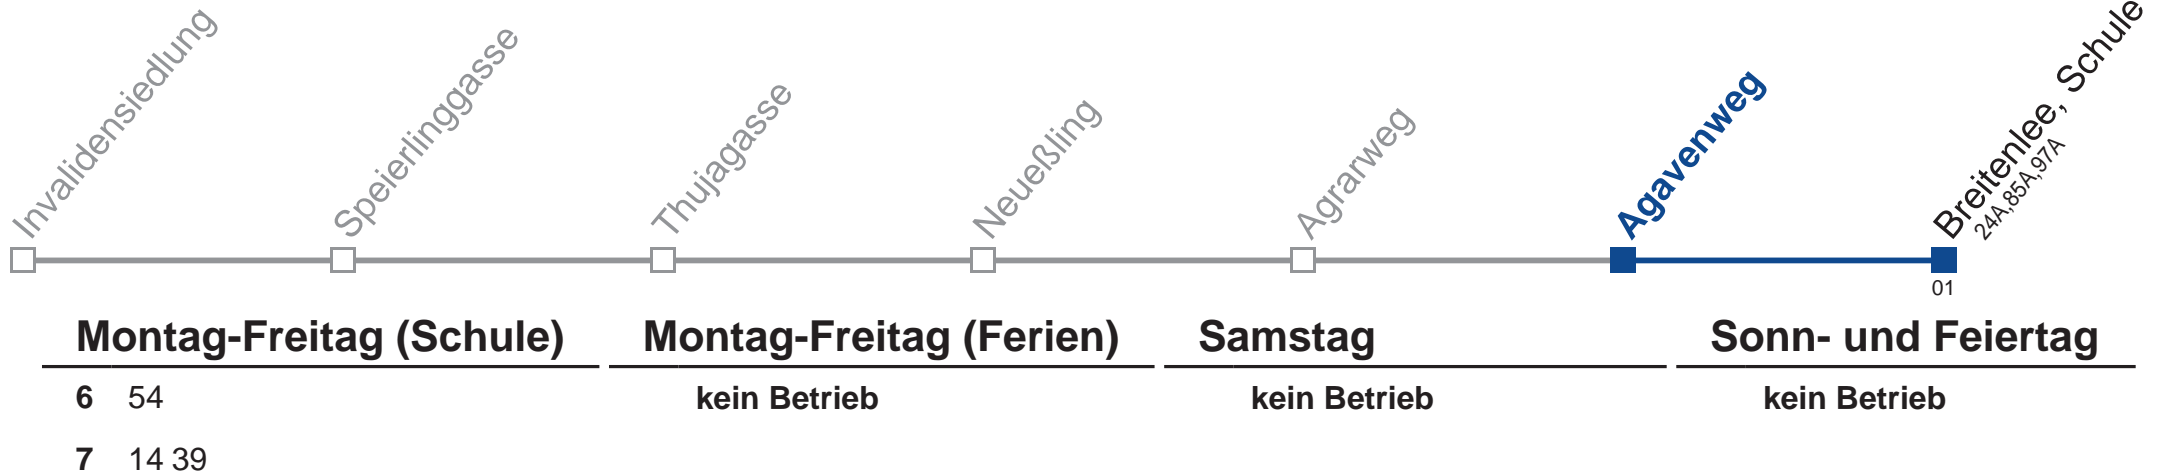 Invalidensiedlung
Speierlinggasse
Thujagasse
Neueßling
Agrarweg
Agavenweg
Breitenlee, Schule
24A,85A,97A
01
Montag-Freitag (Schule)
Montag-Freitag (Ferien)
Samstag
Sonn- und Feiertag
6 54
kein Betrieb
kein Betrieb
kein Betrieb
7 14 39